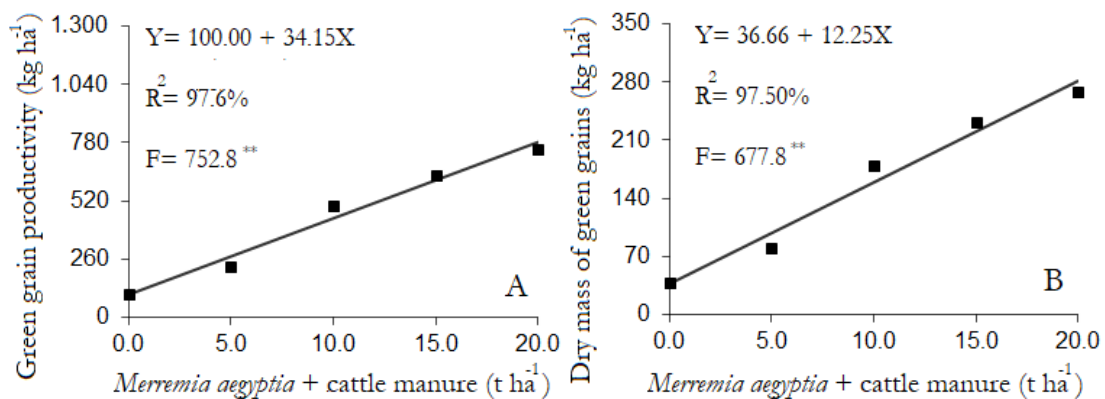 Green grain productivity (kg ha-1)
1.300
1.040
780
520
260
0
Y= 100.00 + 34.15X
R2= 97.6%
F= 752.8 **
A
0.0 5.0 10.0 15.0 20.0
Merremia aegyptia + cattle manure (t ha-1)
Dry mass of green grains (kg ha-1)
350
280
210
140
70
0
Y= 36.66 + 12.25X
R2= 97.50%
F= 677.8 **
B
0.0 5.0 10.0 15.0 20.0
Merremia aegyptia + cattle manure (t ha-1)